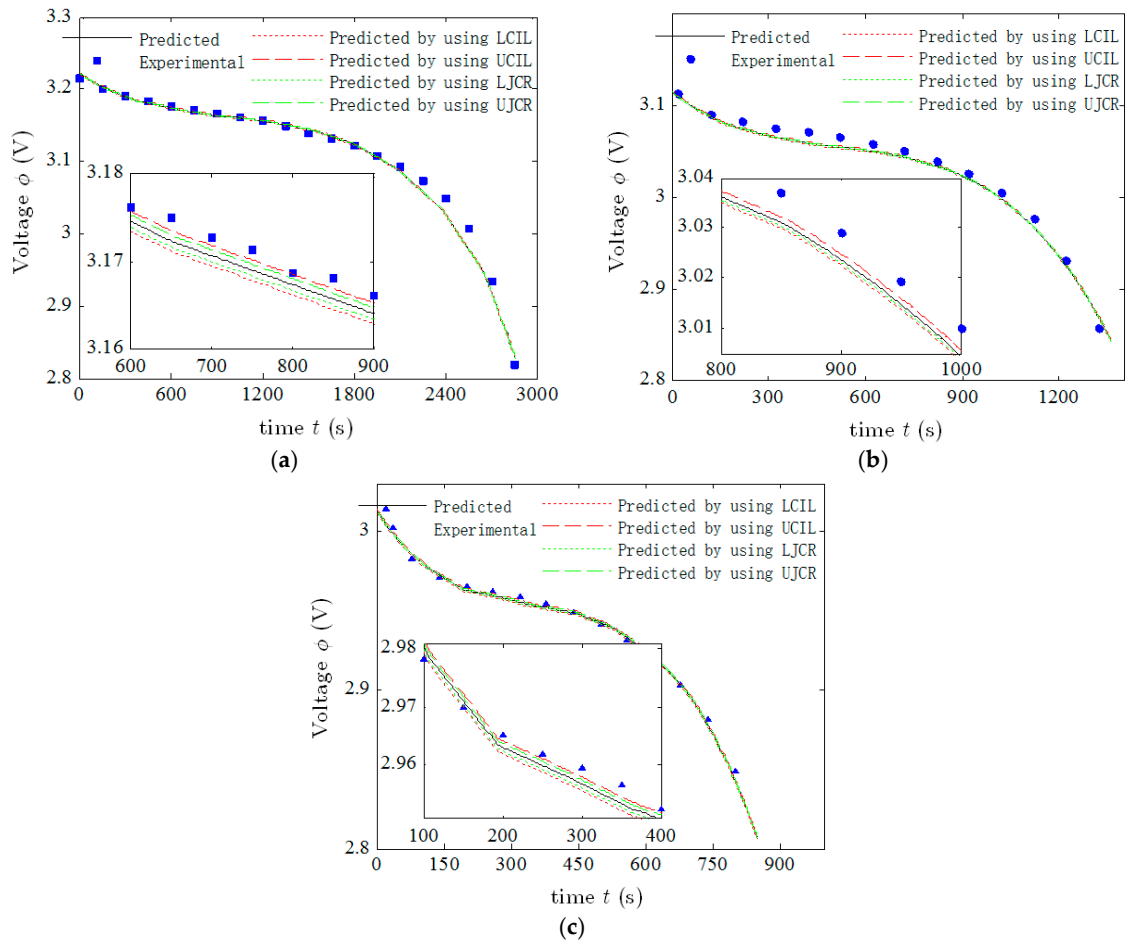 3.3
3.2
3.1
3
2.9
2.8
Voltage ϕ (V)
Predicted
Experimental
Predicted by using LCIL
Predicted by using UCIL
Predicted by using LJCR
Predicted by using UJCR
3.18
3.17
3.16
600 700 800 900
0 600 1200 1800 2400 3000
time t (s)
(a)
3.1
3
2.9
2.8
Voltage ϕ (V)
Predicted
Experimental
Predicted by using LCIL
Predicted by using UCIL
Predicted by using LJCR
Predicted by using UJCR
3.04
3.03
3.02
3.01
800 900 1000
0 300 600 900 1200
time t (s)
(b)
3
2.9
2.8
Voltage ϕ (V)
Predicted
Experimental
Predicted by using LCIL
Predicted by using UCIL
Predicted by using LJCR
Predicted by using UJCR
2.98
2.97
2.96
100 200 300 400
0 150 300 450 600 750 900
time t (s)
(c)